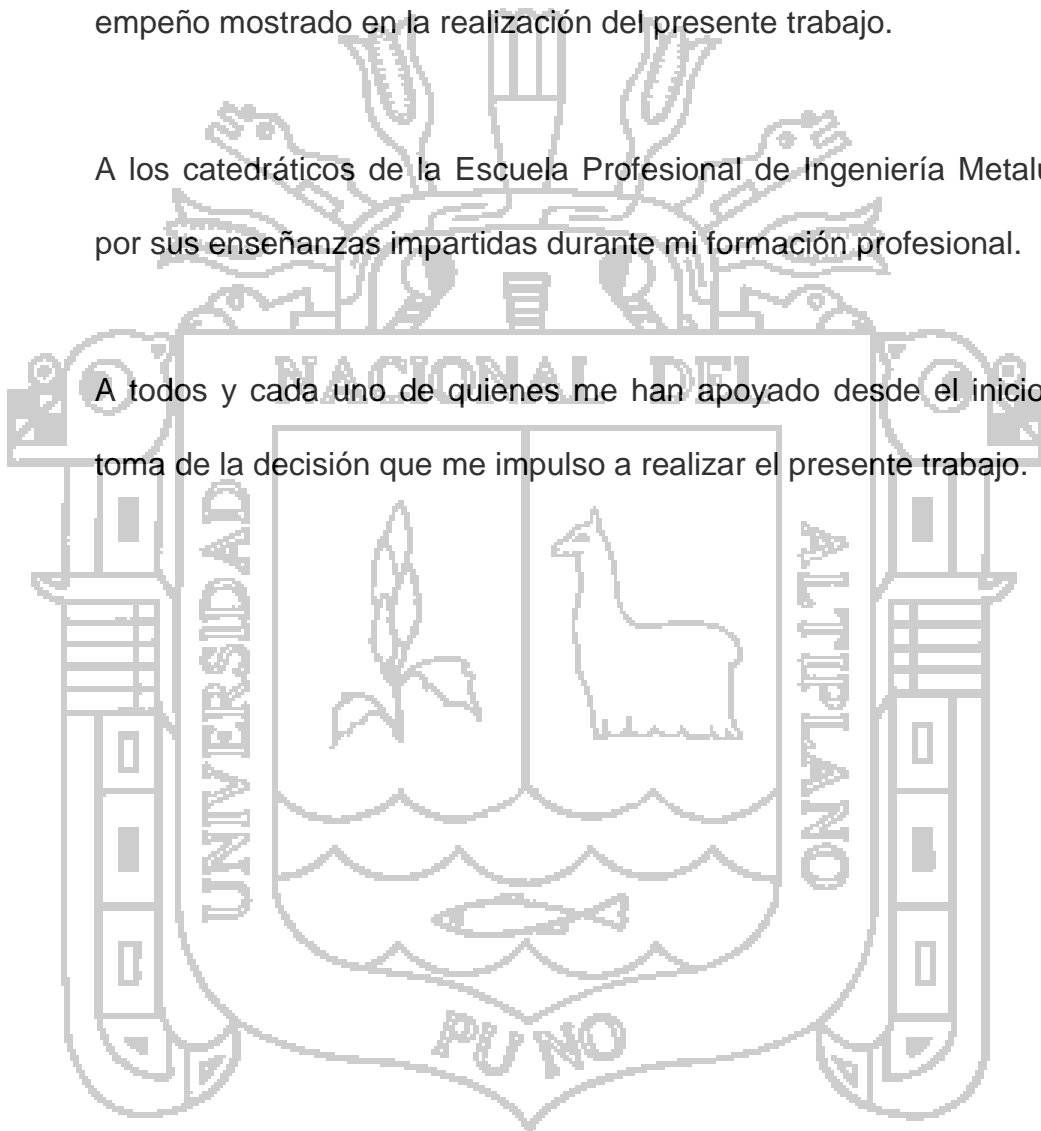 empeño mostrado en la realización del presente trabajo.
A los catedráticos de la Escuela Profesional de Ingeniería
por sus enseñanzas impartidas durante mi formación profesional.
A todos y cada uno de quienes me han apoyado desde el inicio
toma de la decisión que me impulso a realizar el presente trabajo.
NACIONAL DEL
UNIVERSIDAD
ALTIPLANO
PUNO